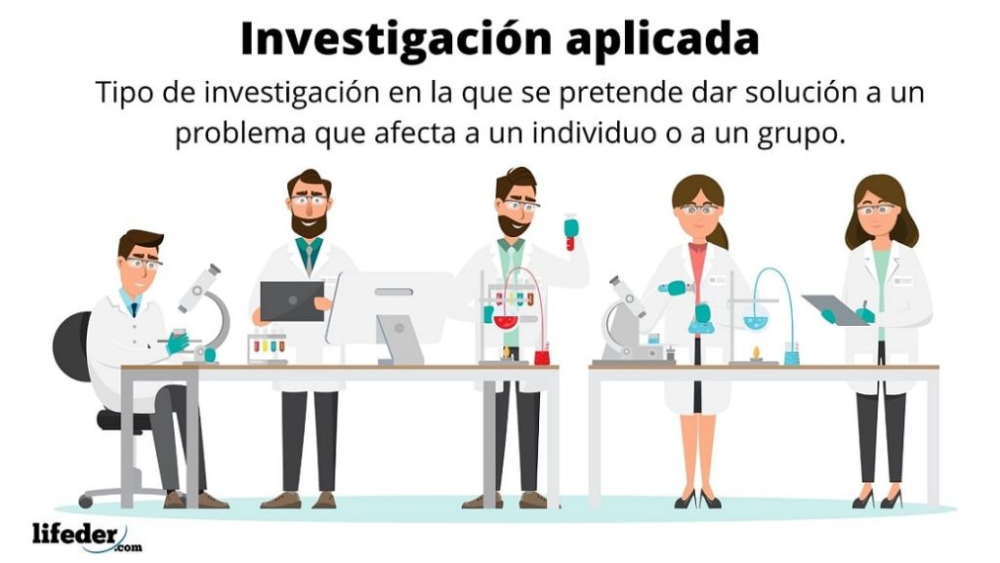 Investigación aplicada
Tipo de investigación en la que se pretende dar solución a un
problema que afecta a un individuo o a un grupo.
lifeder.com